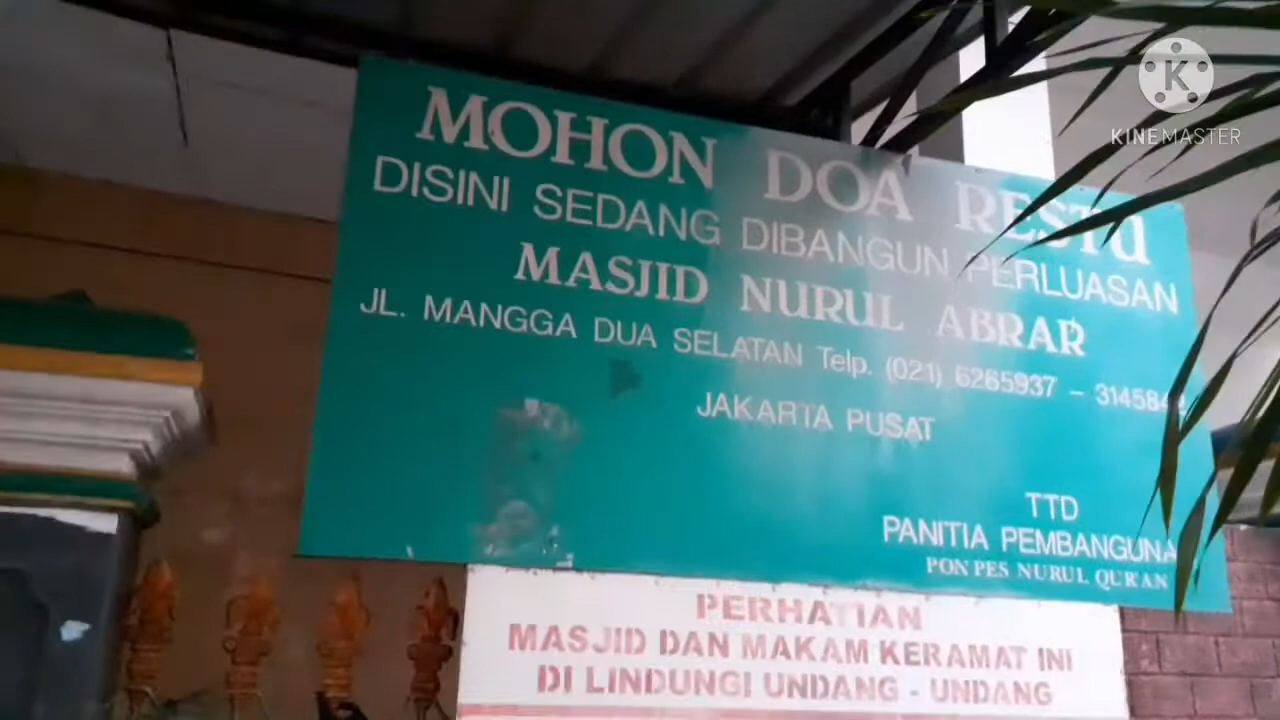 MOHON DOA RESTU
DISINI SEDANG DIBANGUN PERLUASAN
MASJID NURUL ABRAR
JL. MANGGA DUA SELATAN Telp. (021) 6265937 -
JAKARTA PUSAT
TTD
PANITIA
PON PES NURUL QUR'AN
PERHATIAN
MASJID DAN MAKAM KERAMAT INI
DI LINDUNGI UNDANG - UNDANG
K
KINEMASTER